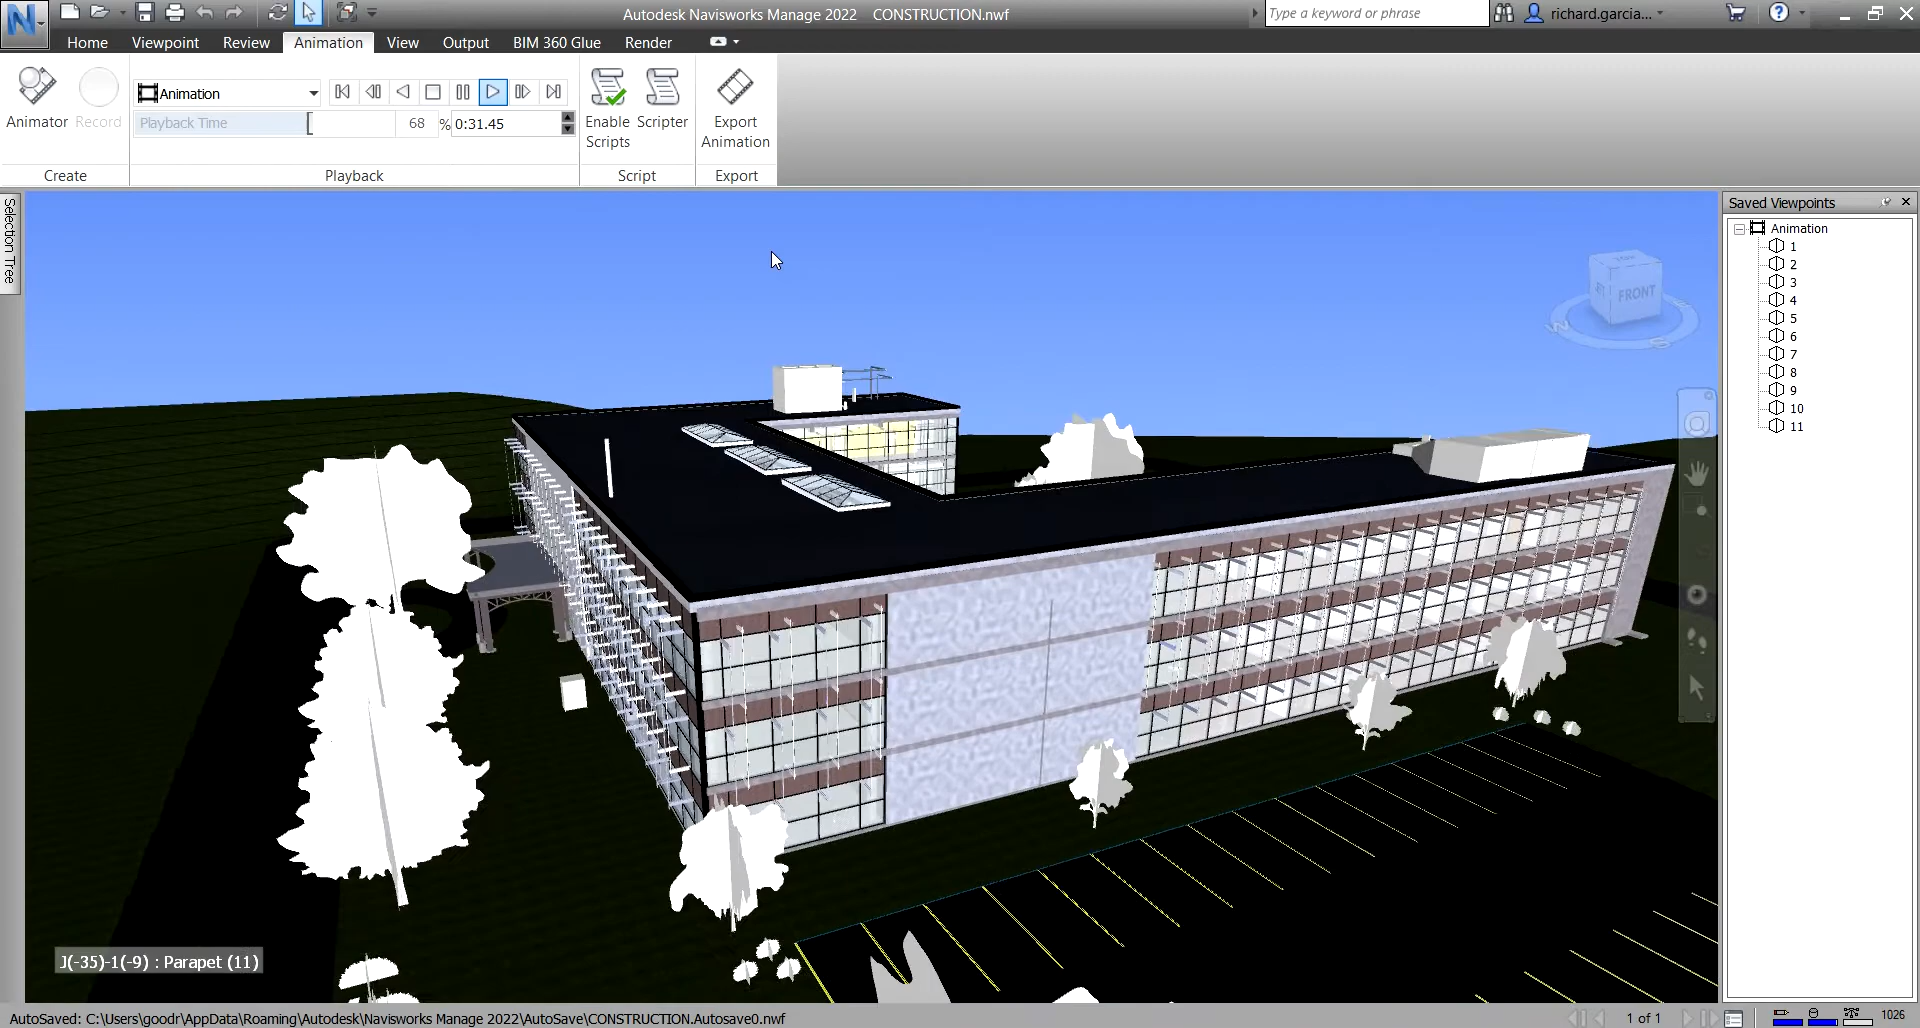 Autodesk Navisworks Manage 2022 CONSTRUCTION.nwf
Type a keyword or phrase
richard.garcia...
Home Viewpoint Review Animation View Output BIM 360 Glue Render
Animation
Playback Time 68 % 0:31.45
Animator Record
Enable Scripts
Scripter
Export Animation
Create Playback Script Export
Selection Tree
Saved Viewpoints
Animation
1
2
3
4
5
6
7
8
9
10
11
TOP
FRONT
W
S
J(-35)-1(-9) : Parapet (11)
AutoSaved: C:\Users\goodr\AppData\Roaming\Autodesk\Navisworks Manage 2022\AutoSave\CONSTRUCTION.Autosave0.nwf
1 of 1
1026